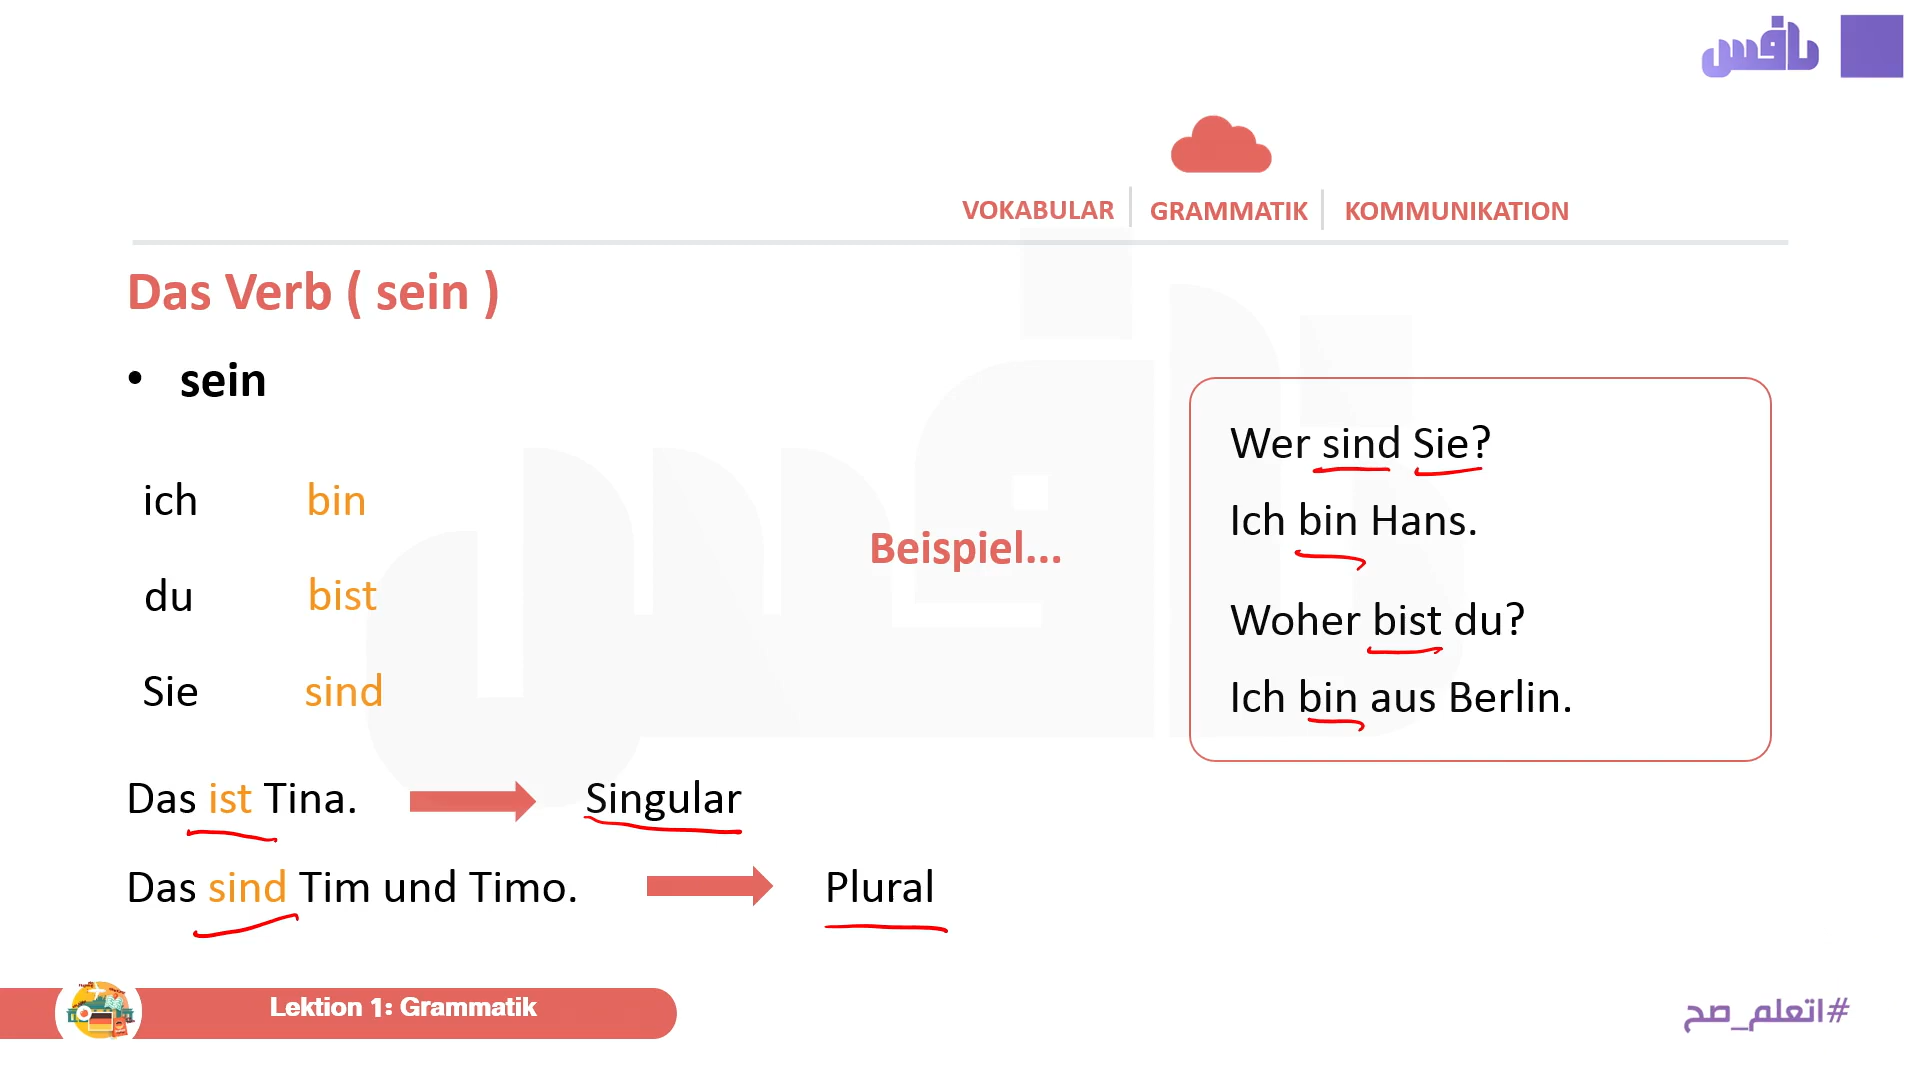 نافس
VOKABULAR
GRAMMATIK
KOMMUNIKATION
Das Verb ( sein )
• sein
ich bin
du bist
Sie sind
Das ist Tina. Singular
Das sind Tim und Timo. Plural
Beispiel...
Wer sind Sie?
Ich bin Hans.
Woher bist du?
Ich bin aus Berlin.
Lektion 1: Grammatik
#اتعلم_صح